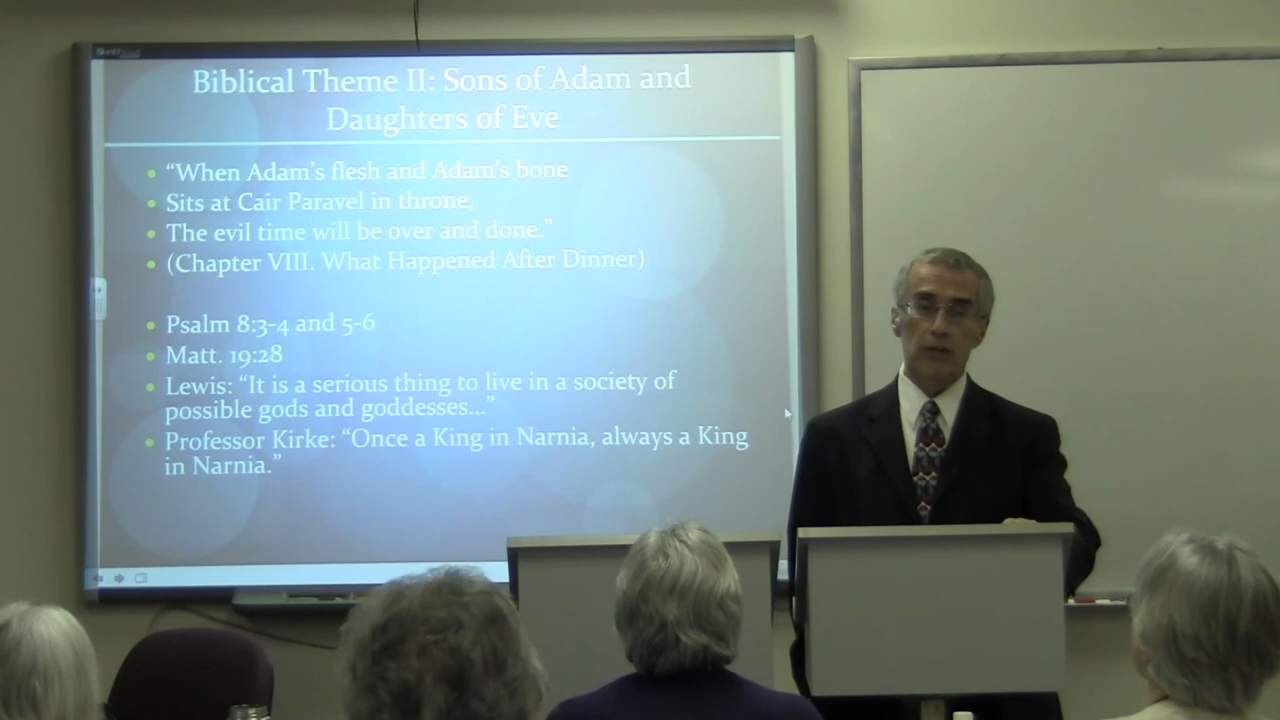 Biblical Theme II: Sons of Adam and
Daughters of Eve
• “When Adam’s flesh and Adam’s bone
• Sits at Cair Paravel in throne,
• The evil time will be over and done.”
• (Chapter VIII. What Happened After Dinner)
• Psalm 8:3-4 and 5-6
• Matt. 19:28
• Lewis: “It is a serious thing to live in a society of
possible gods and goddesses...”
• Professor Kirke: “Once a King in Narnia, always a King
in Narnia.”